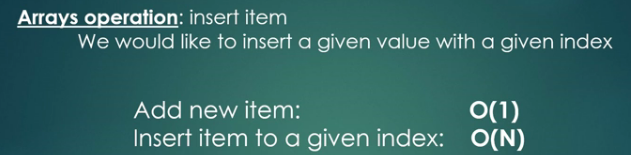 Arrays operation: insert item
We would like to insert a given value with a given index
Add new item: O(1)
Insert item to a given index: O(N)